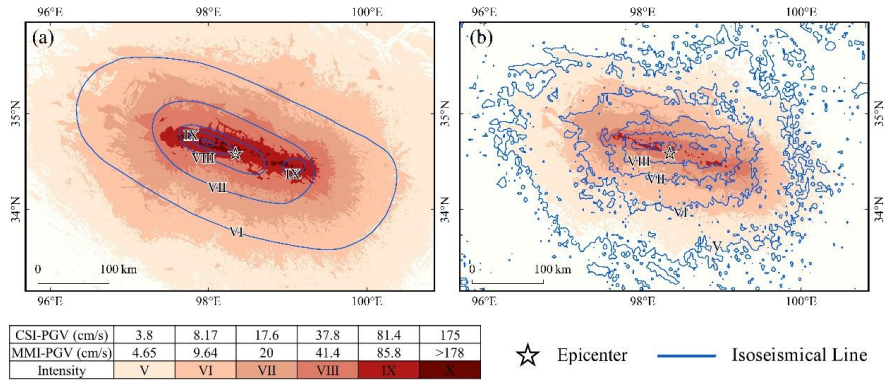 (a)
IX
VIII
IX
VII
VI
0 100 km
96°E 98°E 100°E
35°N
34°N
96°E 98°E 100°E
(b)
VIII
VII
VI
V
0 100 km
96°E 98°E 100°E
35°N
34°N
CSI-PGV (cm/s) 3.8 8.17 17.6 37.8 81.4 175
MMI-PGV (cm/s) 4.65 9.64 20 41.4 85.8 >178
Intensity V VI VII VIII IX X
Epicenter Isoseismical Line